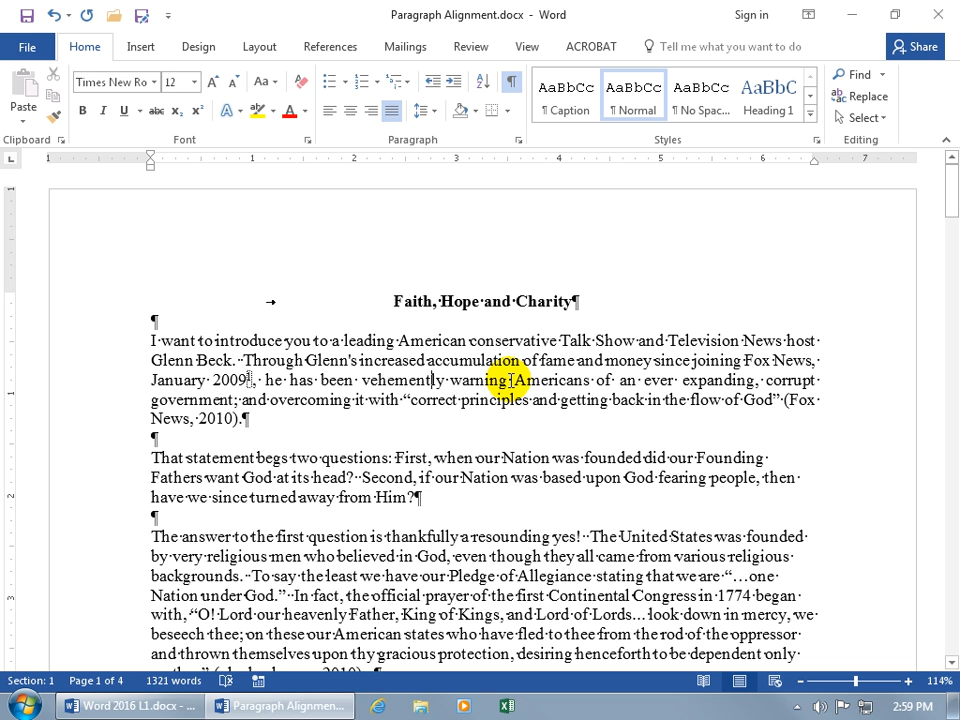 Paragraph Alignment.docx - Word
Sign in
File Home Insert Design Layout References Mailings Review View ACROBAT Tell me what you want to do Share
Paste
Times New Ro 12 Aa
B I U abc x₂ x² A A
AaBbCc AaBbCc AaBbCc AaBbC
¶ Caption ¶ Normal ¶ No Spac... Heading 1
Find
Replace
Select
Clipboard Font Paragraph Styles Editing
1 1 2 3 4 5 6 7
Faith, Hope and Charity¶
¶
I want to introduce you to a leading American conservative Talk Show and Television News host
Glenn Beck. Through Glenn's increased accumulation of fame and money since joining Fox News,
January 2009, he has been vehemently warning Americans of an ever expanding, corrupt
government; and overcoming it with “correct principles and getting back in the flow of God” (Fox
News, 2010).¶
¶
That statement begs two questions: First, when our Nation was founded did our Founding
Fathers want God at its head? Second, if our Nation was based upon God fearing people, then
have we since turned away from Him?¶
¶
The answer to the first question is thankfully a resounding yes! The United States was founded
by very religious men who believed in God, even though they all came from various religious
backgrounds. To say the least we have our Pledge of Allegiance stating that we are “…one
Nation under God.” In fact, the official prayer of the first Continental Congress in 1774 began
with, “O! Lord our heavenly Father, King of Kings, and Lord of Lords… look down in mercy, we
beseech thee; on these our American states who have fled to thee from the rod of the oppressor
and thrown themselves upon thy gracious protection, desiring henceforth to be dependent only
Section: 1 Page 1 of 4 1321 words 114%
Word 2016 L1.docx - ... Paragraph Alignmen... 2:59 PM